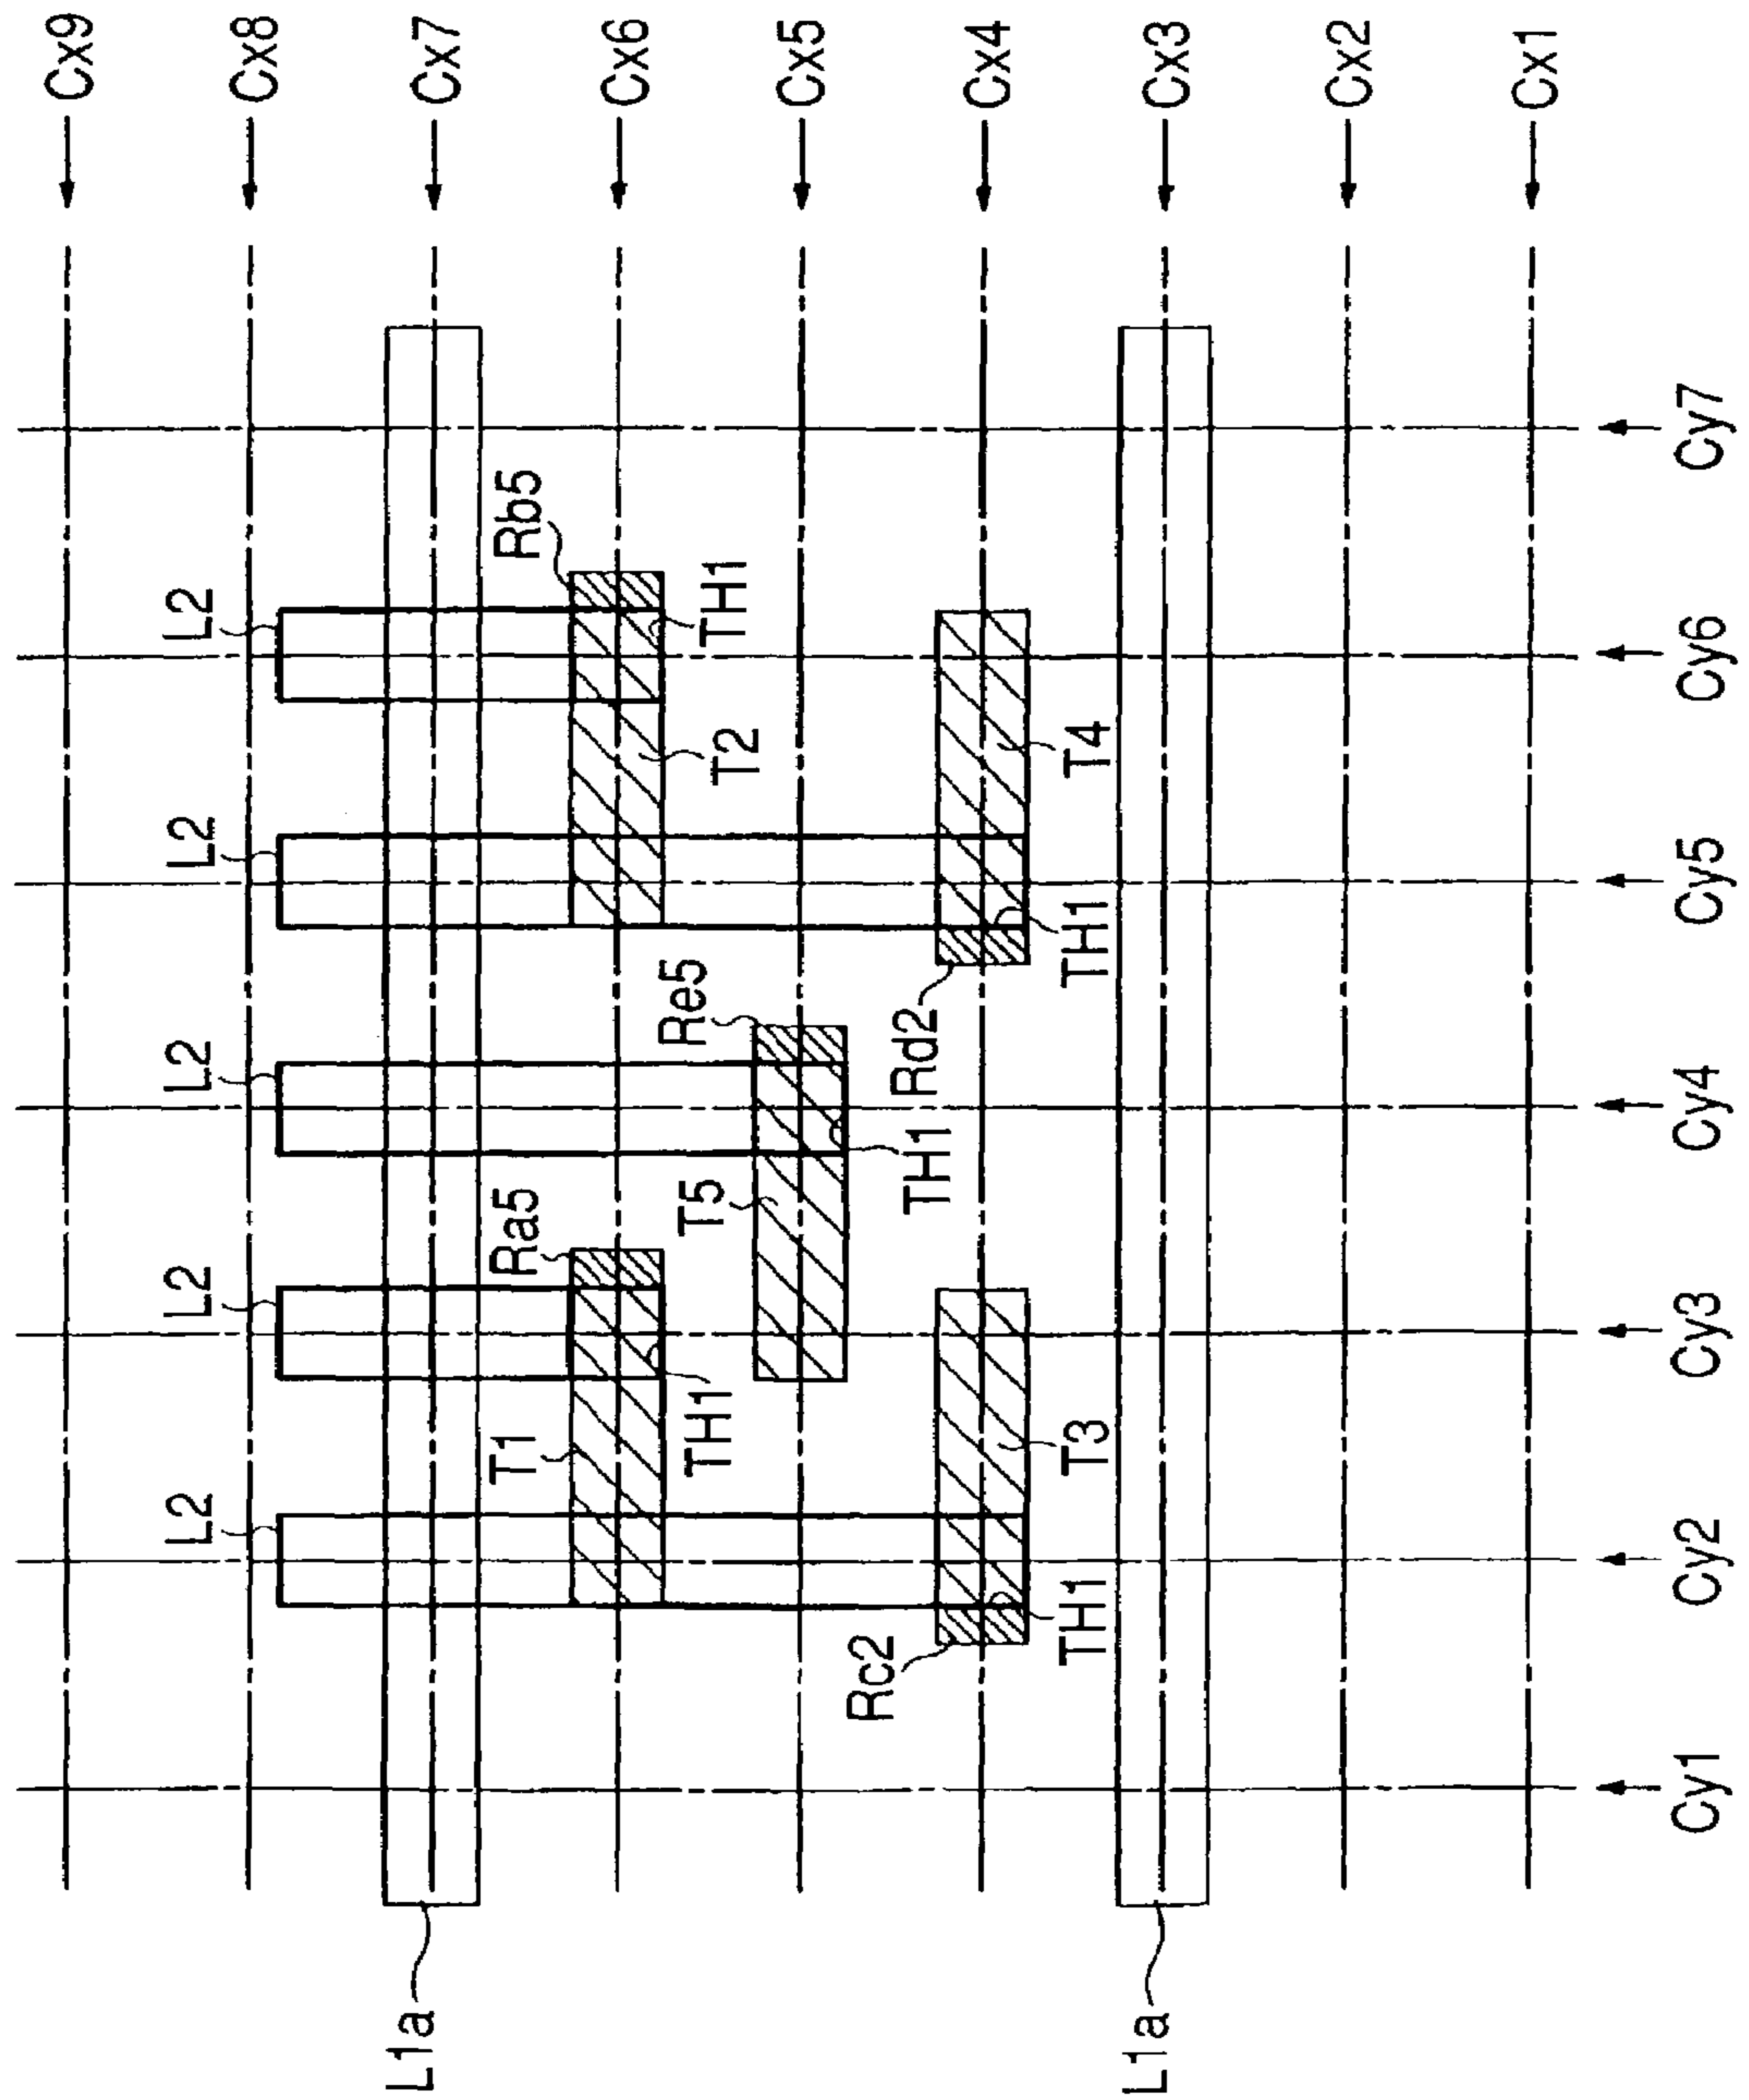 Cx9
Cx8
Cx7
Cx6
Cx5
Cx4
Cx3
Cx2
Cx1
L2
L2
L2
L2
L2
Rb5
TH1
T2
T4
Re5
Rd2
TH1
Ra5
T5
TH1
T1
TH1
T3
Rc2
TH1
L1a
L1a
Cy7
Cy6
Cy5
Cy4
Cy3
Cy2
Cy1